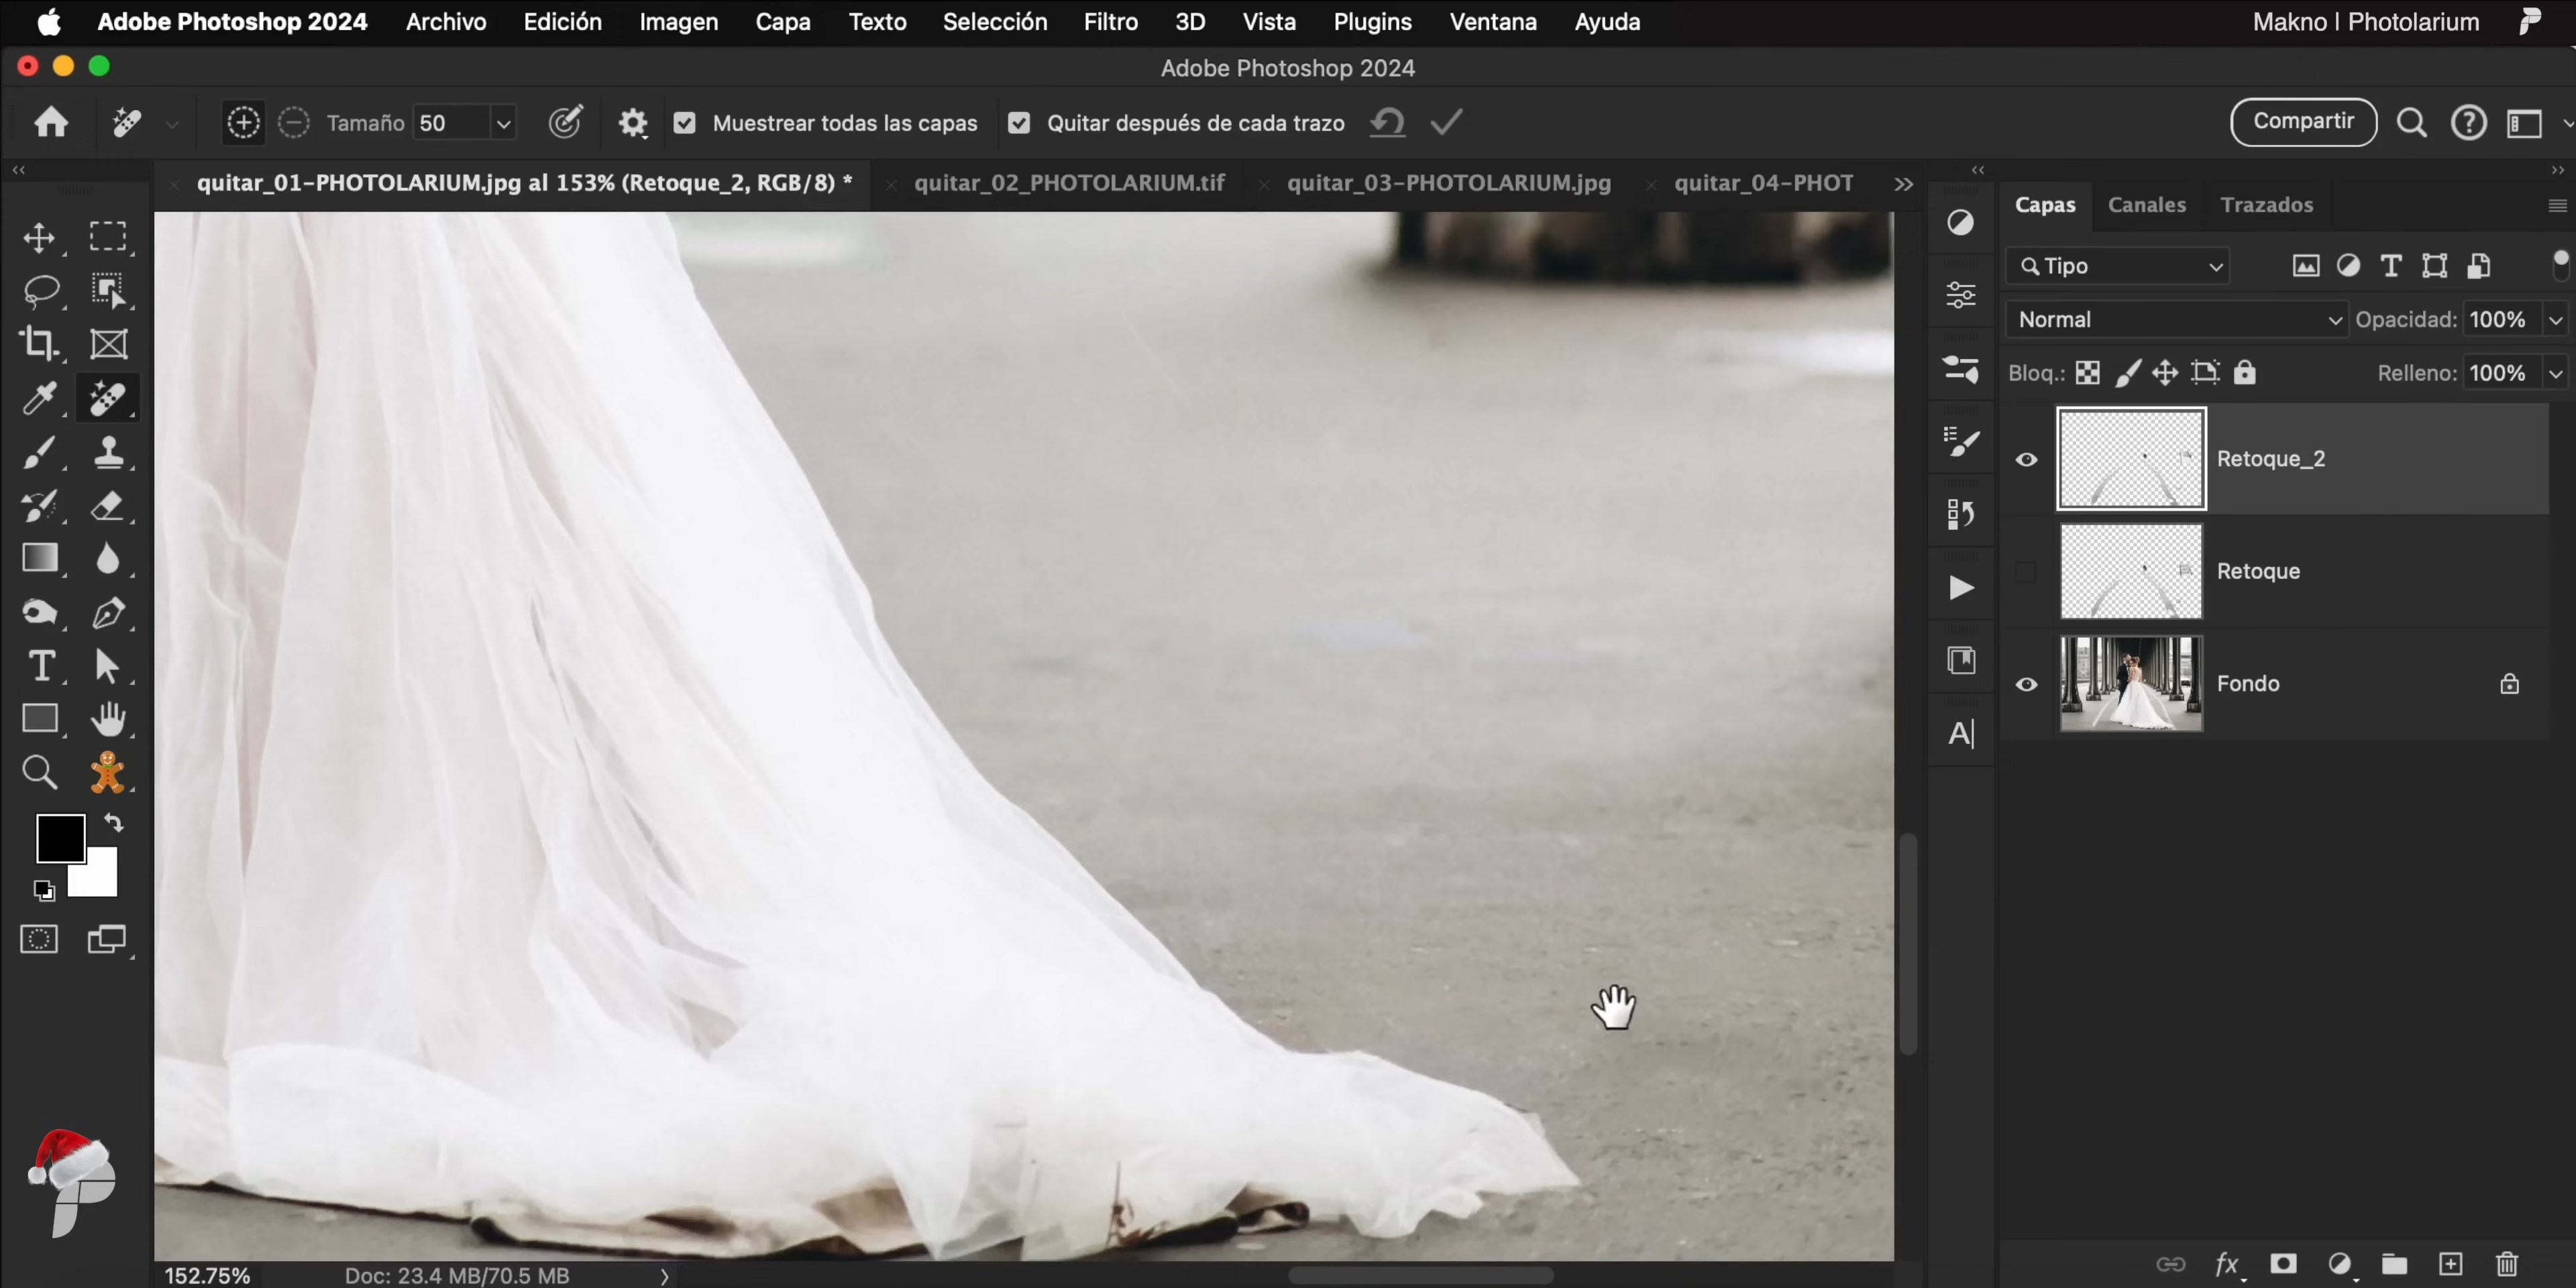 Adobe Photoshop 2024 Archivo Edición Imagen Capa Texto Selección Filtro 3D Vista Plugins Ventana Ayuda Makno | Photolarium
Adobe Photoshop 2024
Tamaño 50 Muestrear todas las capas Quitar después de cada trazo Compartir
quitar_01-PHOTOLARIUM.jpg al 153% (Retoque_2, RGB/8) * quitar_02_PHOTOLARIUM.tif quitar_03-PHOTOLARIUM.jpg quitar_04-PHOT
Capas Canales Trazados
Tipo
Normal Opacidad: 100%
Bloq.: Relleno: 100%
Retoque_2
Retoque
Fondo
152.75% Doc: 23.4 MB/70.5 MB